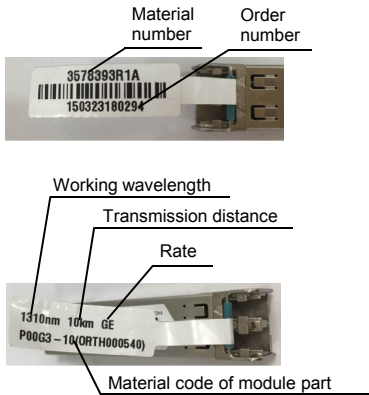 Material number
Order number
3578393R1A
150323180294
Working wavelength
Transmission distance
Rate
1310nm 10km GE
P00G3-10(ORTH000540)
Material code of module part